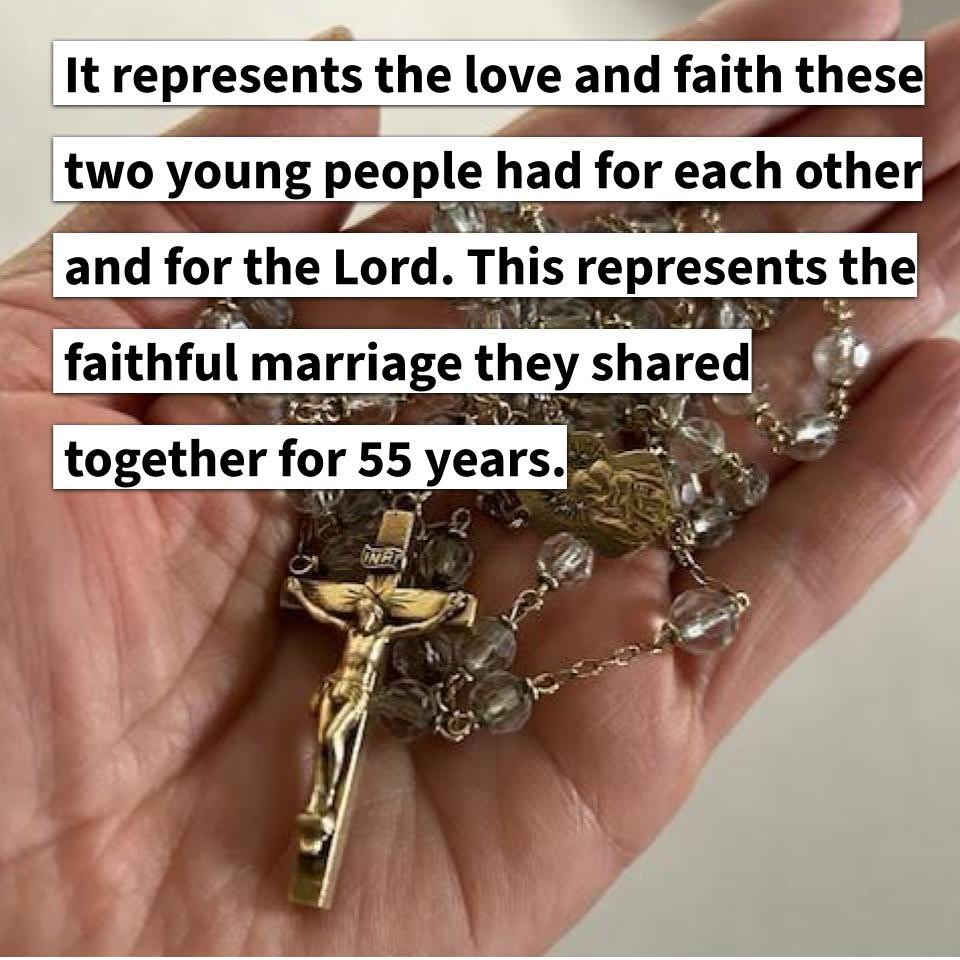 It represents the love and faith these
two young people had for each other
and for the Lord. This represents the
faithful marriage they shared
together for 55 years.
INRI